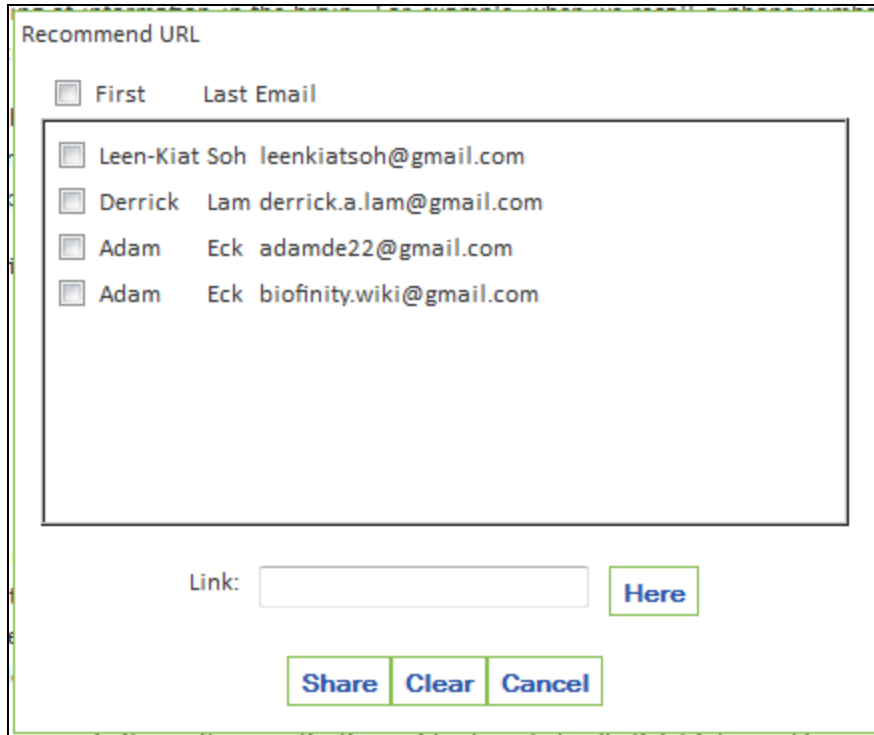 Recommend URL
First Last Email
Leen-Kiat Soh leenkiatsoh@gmail.com
Derrick Lam derrick.a.lam@gmail.com
Adam Eck adamde22@gmail.com
Adam Eck biofinity.wiki@gmail.com
Link: Here
Share Clear Cancel